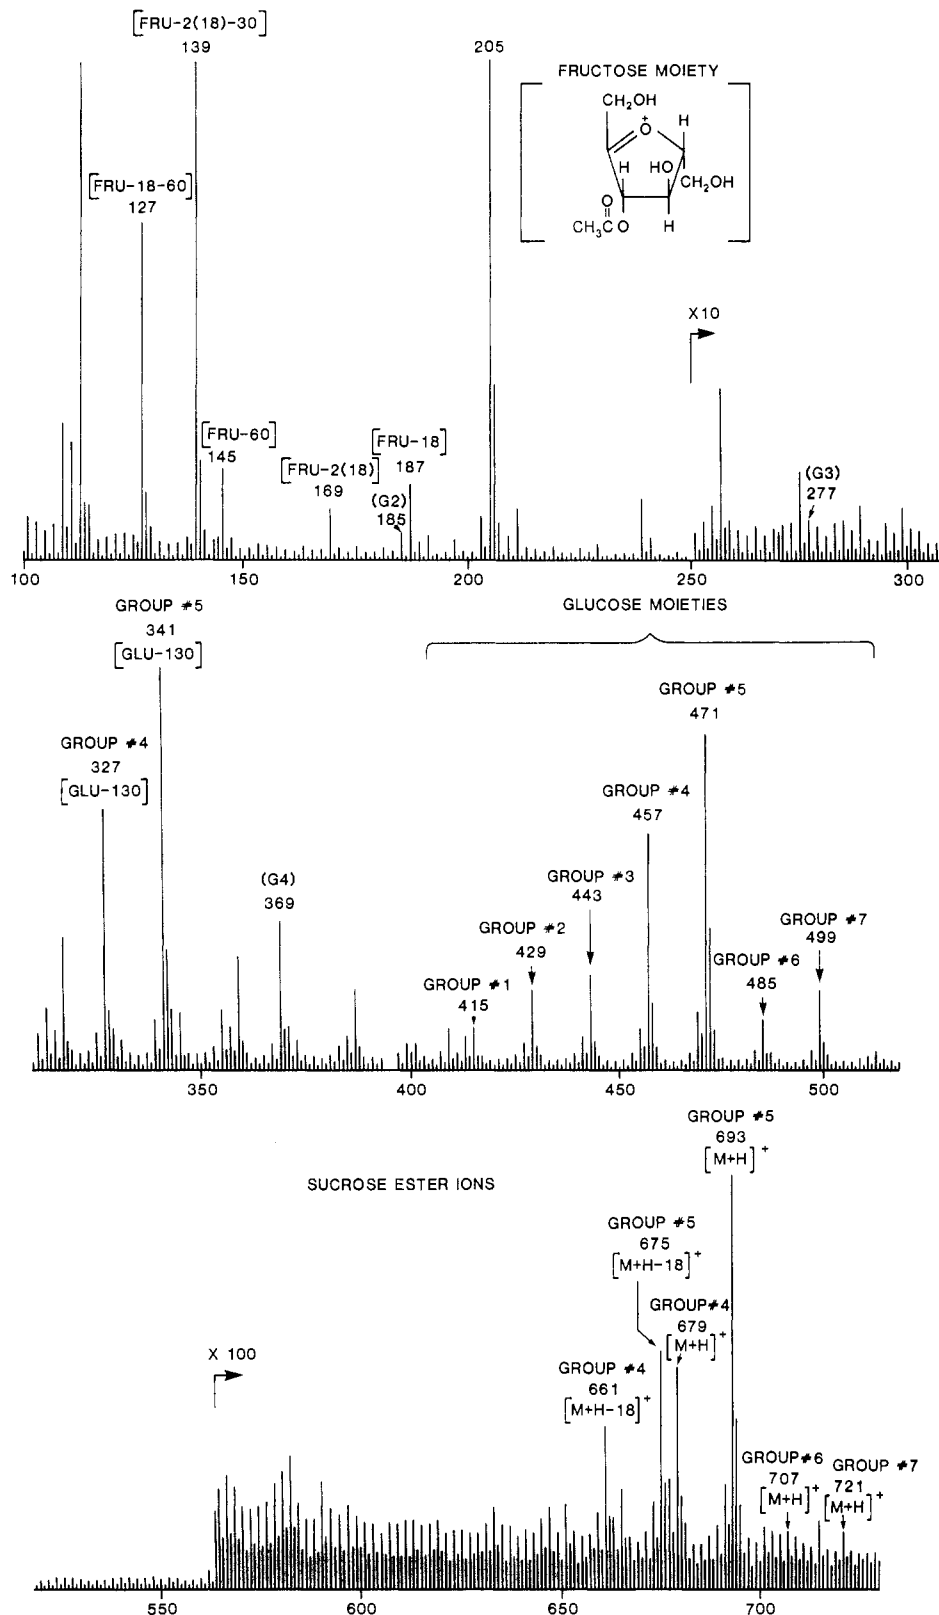 [FRU-2(18)-30]
139
205
FRUCTOSE MOIETY
CH2OH
+
O
H
H
HO
CH2OH
O
CH3CO
H
[FRU-18-60]
127
X10
[FRU-60]
145
[FRU-18]
187
[FRU-2(18)]
169
(G2)
185
(G3)
277
100
150
200
250
300
GLUCOSE MOIETIES
GROUP #5
341
[GLU-130]
GROUP #5
471
GROUP #4
327
[GLU-130]
GROUP #4
457
(G4)
369
GROUP #3
443
GROUP #2
429
GROUP #7
499
GROUP #6
485
GROUP #1
415
350
400
450
500
GROUP #5
693
[M+H]+
SUCROSE ESTER IONS
GROUP #5
675
[M+H-18]+
GROUP#4
679
[M+H]+
X 100
GROUP #4
661
[M+H-18]+
GROUP#6
707
[M+H]+
GROUP #7
721
[M+H]+
550
600
650
700